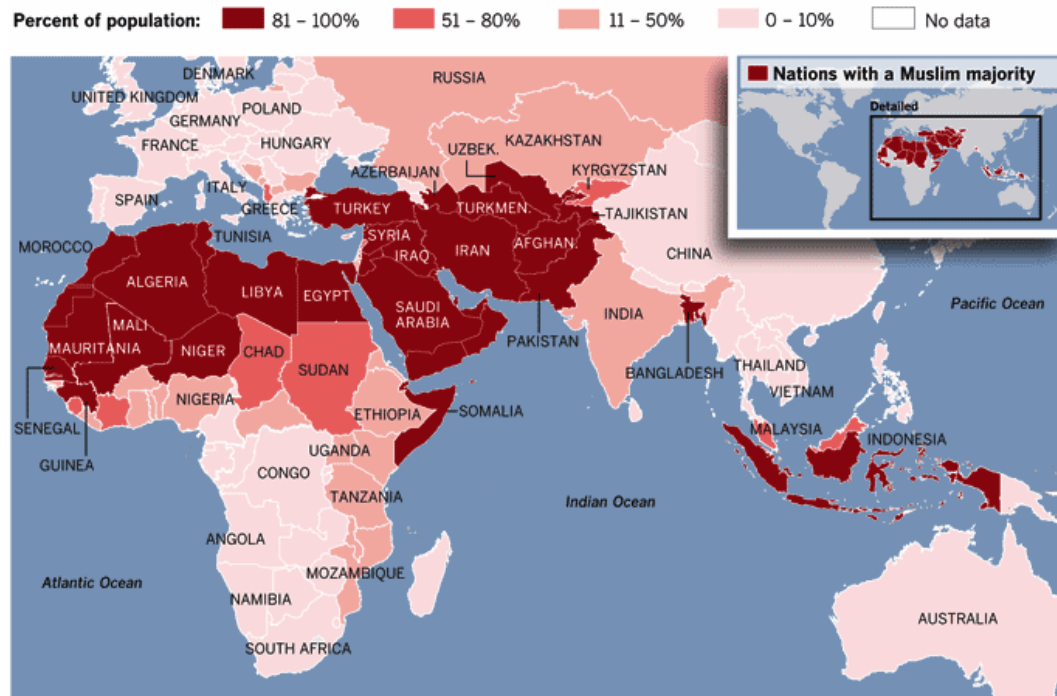 Percent of population: 81 – 100% 51 – 80% 11 – 50% 0 – 10% No data
Nations with a Muslim majority
Detailed
DENMARK
RUSSIA
UNITED KINGDOM
POLAND
GERMANY
FRANCE
HUNGARY
KAZAKHSTAN
UZBEK.
AZERBAIJAN
KYRGYZSTAN
ITALY
SPAIN
GREECE
TURKEY
TURKMEN.
TAJIKISTAN
TUNISIA
MOROCCO
SYRIA
IRAQ
IRAN
AFGHAN.
CHINA
ALGERIA
LIBYA
EGYPT
SAUDI
ARABIA
INDIA
Pacific Ocean
MALI
MAURITANIA
NIGER
CHAD
SUDAN
PAKISTAN
BANGLADESH
THAILAND
VIETNAM
NIGERIA
ETHIOPIA
SOMALIA
SENEGAL
MALAYSIA
INDONESIA
GUINEA
UGANDA
CONGO
TANZANIA
Indian Ocean
ANGOLA
MOZAMBIQUE
Atlantic Ocean
NAMIBIA
AUSTRALIA
SOUTH AFRICA